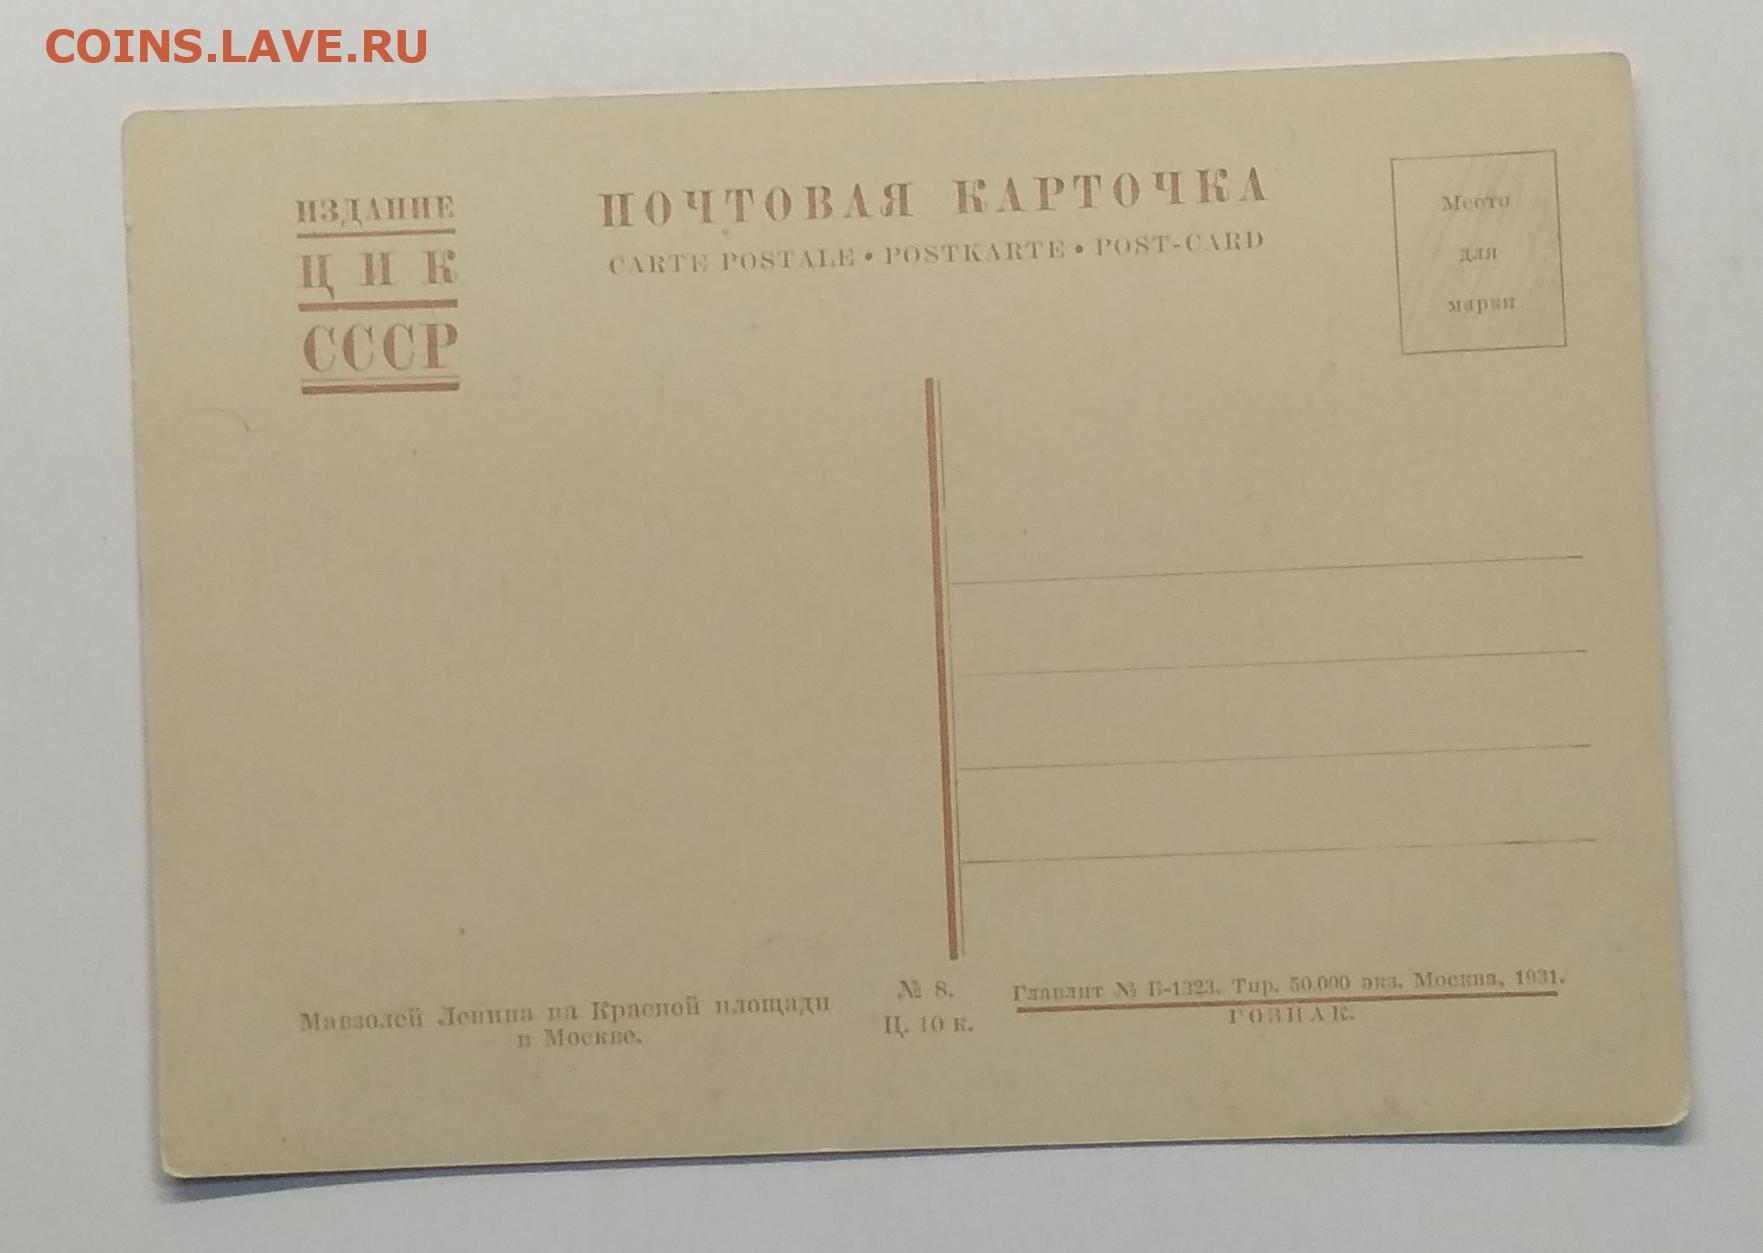 COINS.LAVE.RU
ИЗДАНИЕ
ЦИК
СССР
ПОЧТОВАЯ КАРТОЧКА
CARTE POSTALE • POSTKARTE • POST-CARD
Место
для
марки
Мавзолей Ленина на Красной площади
в Москве.
№ 8.
Ц. 10 к.
Главлит № Б-1323. Тир. 50.000 экз. Москва, 1931.
ГОЗНАК.